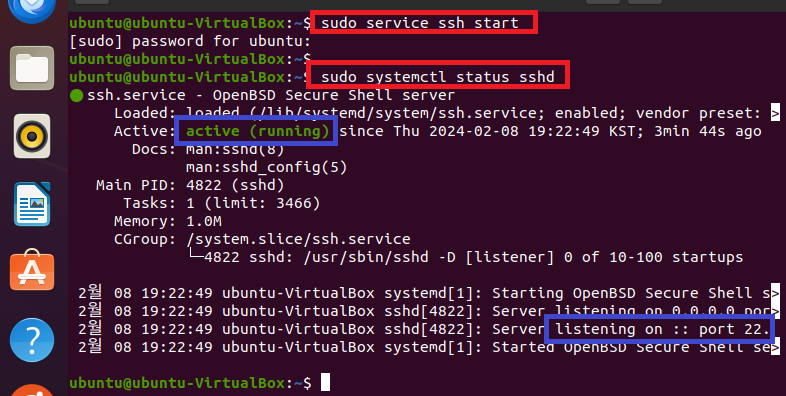 ubuntu@ubuntu-VirtualBox:~$ sudo service ssh start
[sudo] password for ubuntu:
ubuntu@ubuntu-VirtualBox:~$
ubuntu@ubuntu-VirtualBox:~$ sudo systemctl status sshd
● ssh.service - OpenBSD Secure Shell server
Loaded: loaded (/lib/systemd/system/ssh.service; enabled; vendor preset: >
Active: active (running) since Thu 2024-02-08 19:22:49 KST; 3min 44s ago
Docs: man:sshd(8)
man:sshd_config(5)
Main PID: 4822 (sshd)
Tasks: 1 (limit: 3466)
Memory: 1.0M
CGroup: /system.slice/ssh.service
└─4822 sshd: /usr/sbin/sshd -D [listener] 0 of 10-100 startups
2월 08 19:22:49 ubuntu-VirtualBox systemd[1]: Starting OpenBSD Secure Shell s>
2월 08 19:22:49 ubuntu-VirtualBox sshd[4822]: Server listening on 0.0.0.0 por>
2월 08 19:22:49 ubuntu-VirtualBox sshd[4822]: Server listening on :: port 22.
2월 08 19:22:49 ubuntu-VirtualBox systemd[1]: Started OpenBSD Secure Shell se>
ubuntu@ubuntu-VirtualBox:~$